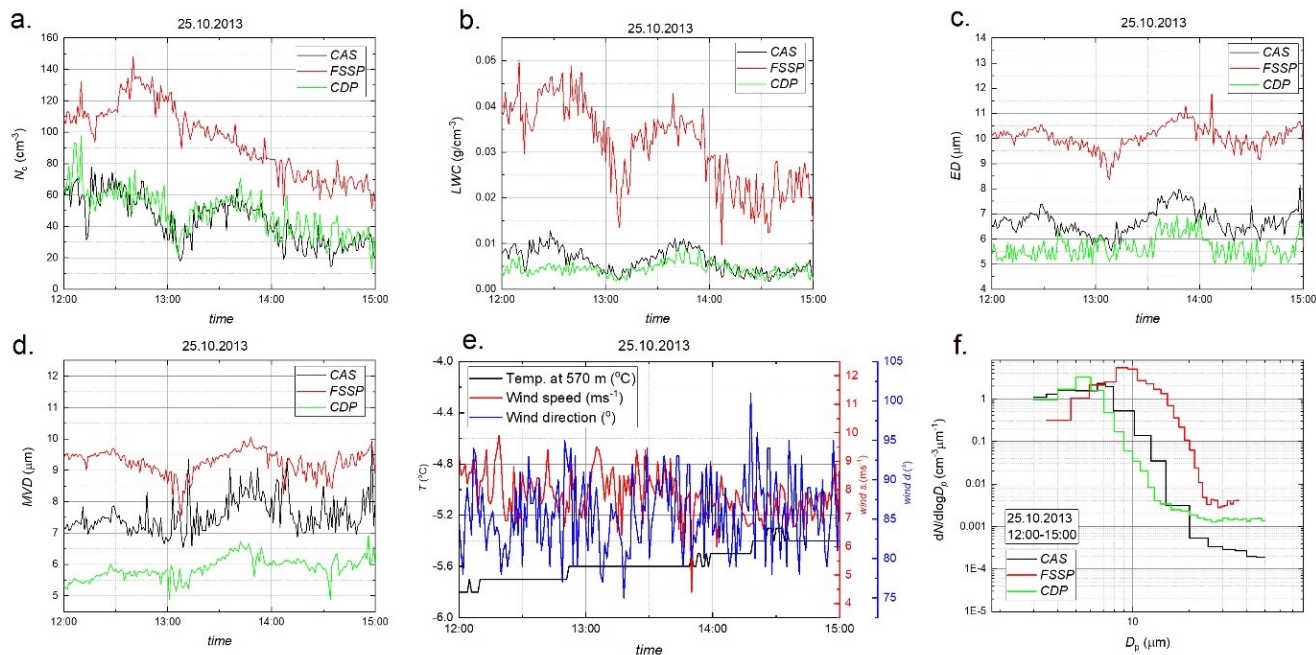 a.
25.10.2013
160
140
120
100
80
60
40
20
0
N_c (cm⁻³)
CAS
FSSP
CDP
12:00 13:00 14:00 15:00
time
b.
25.10.2013
0.05
0.04
0.03
0.02
0.01
0.00
LWC (g/cm⁻³)
CAS
FSSP
CDP
12:00 13:00 14:00 15:00
time
c.
25.10.2013
14
13
12
11
10
9
8
7
6
5
4
ED (μm)
CAS
FSSP
CDP
12:00 13:00 14:00 15:00
time
d.
25.10.2013
12
11
10
9
8
7
6
5
MVD (μm)
CAS
FSSP
CDP
12:00 13:00 14:00 15:00
time
e.
25.10.2013
-4.0
-4.4
-4.8
-5.2
-5.6
-6.0
T (°C)
Temp. at 570 m (°C)
Wind speed (ms⁻¹)
Wind direction (°)
12
11
10
9
8
7
6
5
4
wind s.(ms⁻¹)
105
100
95
90
85
80
75
wind d.(°)
12:00 13:00 14:00 15:00
time
f.
1
0.1
0.01
0.001
1E-4
1E-5
dN/dlogD_p (cm⁻³μm⁻¹)
25.10.2013
12:00-15:00
CAS
FSSP
CDP
10
D_p (μm)